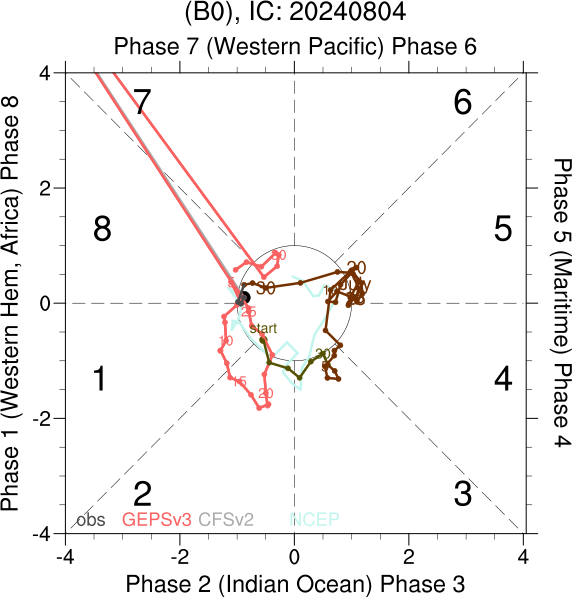 (B0), IC: 20240804
Phase 7 (Western Pacific) Phase 6
Phase 1 (Western Hem, Africa) Phase 8
Phase 5 (Maritime) Phase 4
4
2
0
-2
-4
7
6
8
5
1
4
2
3
30
5
30
20
25
start
10
15
20
30
5
obs GEPSv3 CFSv2 NCEP
-4 -2 0 2 4
Phase 2 (Indian Ocean) Phase 3